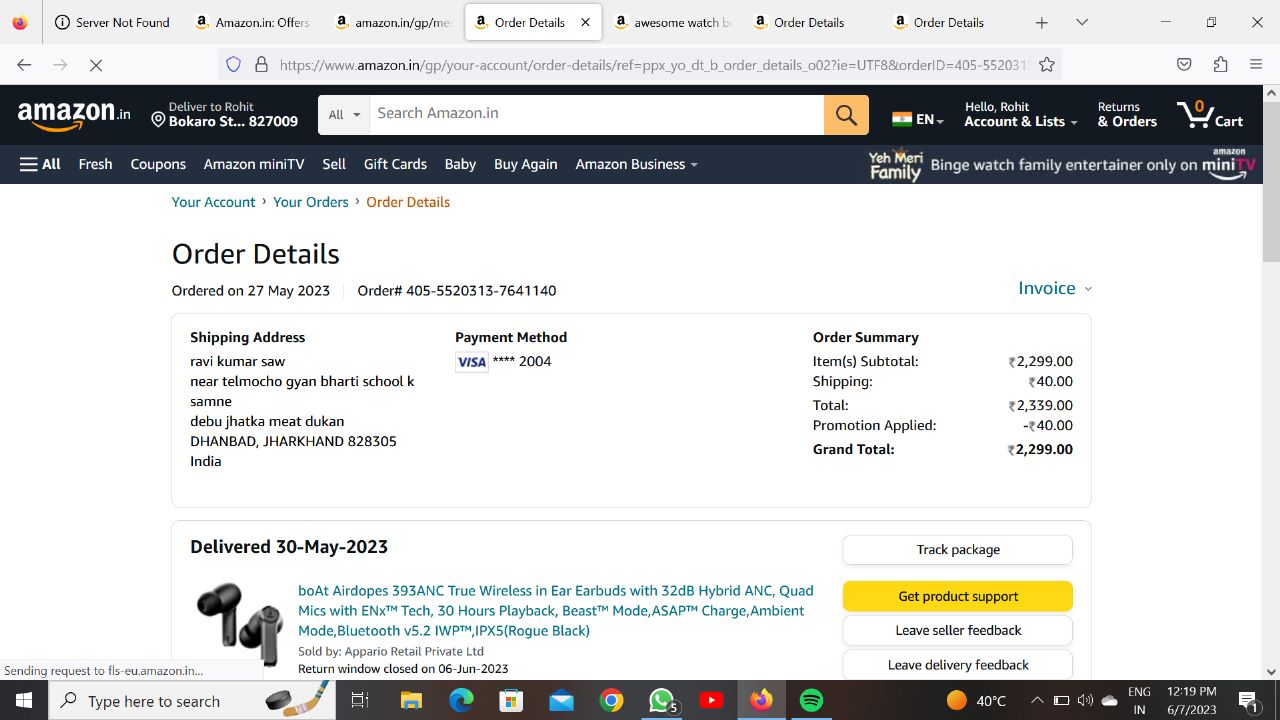 Server Not Found
Amazon.in: Offers
amazon.in/gp/me
Order Details
awesome watch b
Order Details
Order Details
https://www.amazon.in/gp/your-account/order-details/ref=ppx_yo_dt_b_order_details_o02?ie=UTF8&orderID=405-5520313
amazon.in
Deliver to Rohit
Bokaro St... 827009
All
Search Amazon.in
EN
Hello, Rohit
Account & Lists
Returns
& Orders
0
Cart
All Fresh Coupons Amazon miniTV Sell Gift Cards Baby Buy Again Amazon Business
Yeh Meri
Family
Binge watch family entertainer only on
amazon
miniTV
Your Account › Your Orders › Order Details
Order Details
Ordered on 27 May 2023 Order# 405-5520313-7641140
Invoice
Shipping Address
ravi kumar saw
near telmocho gyan bharti school k
samne
debu jhatka meat dukan
DHANBAD, JHARKHAND 828305
India
Payment Method
VISA **** 2004
Order Summary
Item(s) Subtotal: ₹2,299.00
Shipping: ₹40.00
Total: ₹2,339.00
Promotion Applied: -₹40.00
Grand Total: ₹2,299.00
Delivered 30-May-2023
boAt Airdopes 393ANC True Wireless in Ear Earbuds with 32dB Hybrid ANC, Quad
Mics with ENx™ Tech, 30 Hours Playback, Beast™ Mode,ASAP™ Charge,Ambient
Mode,Bluetooth v5.2 IWP™,IPX5(Rogue Black)
Sold by: Appario Retail Private Ltd
Return window closed on 06-Jun-2023
Track package
Get product support
Leave seller feedback
Leave delivery feedback
Sending request to fls-eu.amazon.in...
Type here to search
5
40°C
ENG
IN
12:19 PM
6/7/2023
1